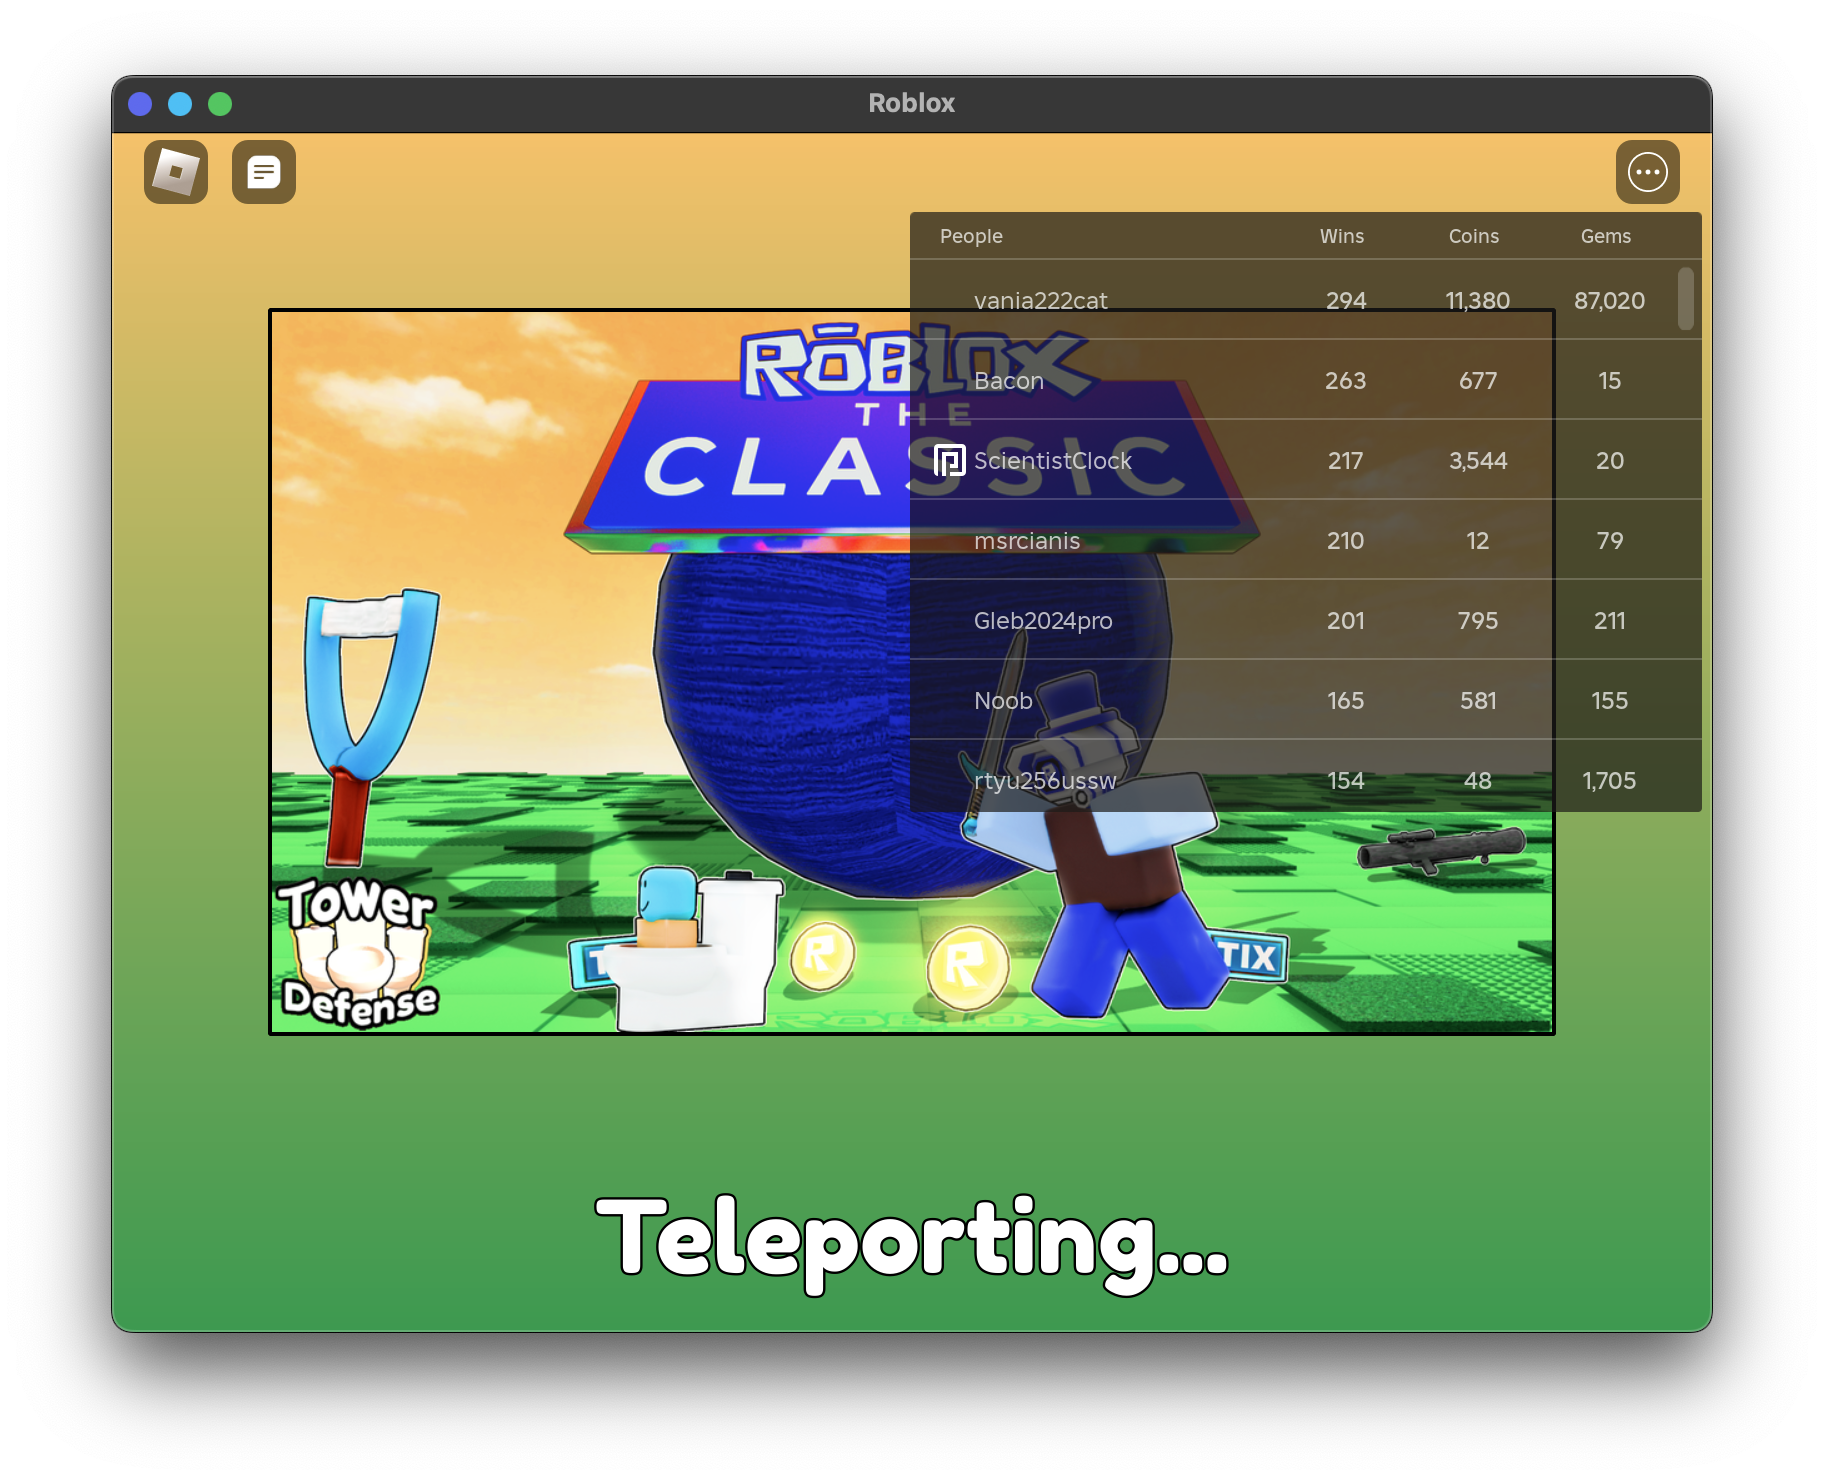 Roblox
People Wins Coins Gems
vania222cat 294 11,380 87,020
Bacon 263 677 15
ScientistClock 217 3,544 20
msrcianis 210 12 79
Gleb2024pro 201 795 211
Noob 165 581 155
rtyu256ussw 154 48 1,705
ROBLOX
THE
CLASSIC
Tower
Defense
T
R
R
TIX
Teleporting...